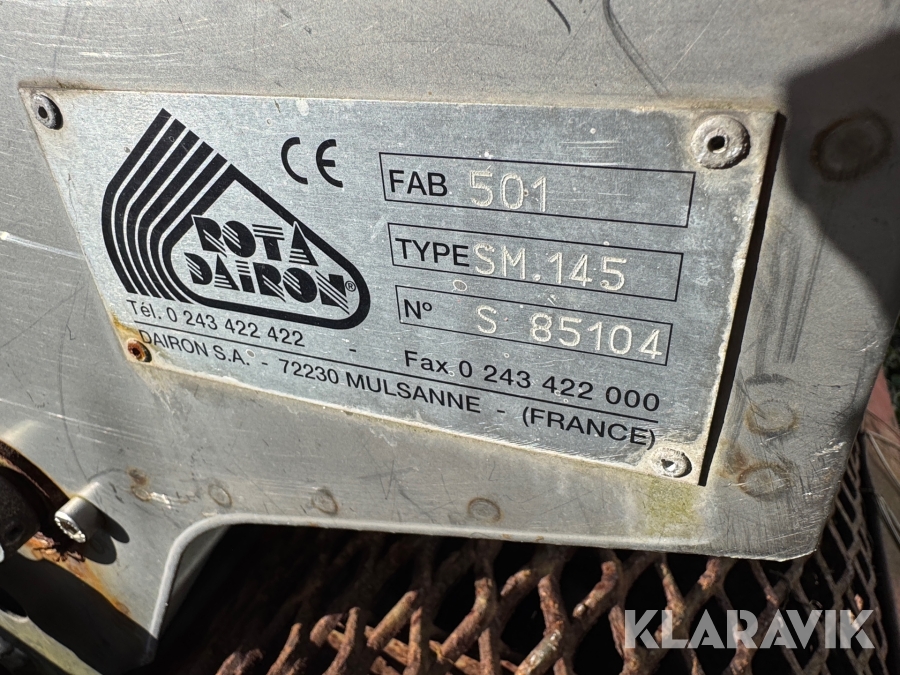 ROTA
DAIRON®
CE
FAB 501
TYPE SM.145
N° S 85104
Tél. 0 243 422 422 - Fax 0 243 422 000
DAIRON S.A. - 72230 MULSANNE - (FRANCE)
KLARAVIK